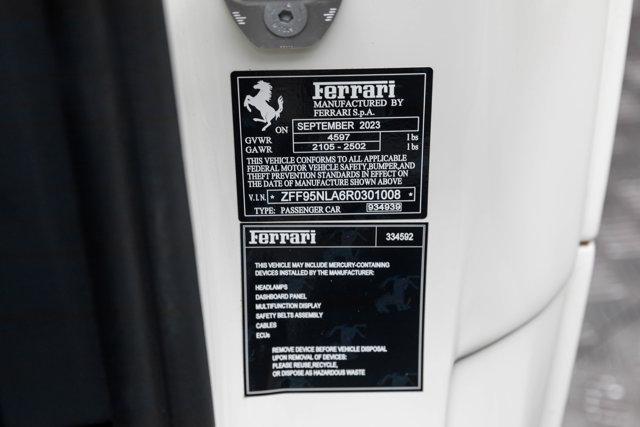 Ferrari
MANUFACTURED BY
FERRARI S.p.A.
ON SEPTEMBER 2023
GVWR 4597 lbs
GAWR 2105 - 2502 lbs
THIS VEHICLE CONFORMS TO ALL APPLICABLE
FEDERAL MOTOR VEHICLE SAFETY,BUMPER,AND
THEFT PREVENTION STANDARDS IN EFFECT ON
THE DATE OF MANUFACTURE SHOWN ABOVE
V.I.N. * ZFF95NLA6R0301008 *
TYPE: PASSENGER CAR 934939
Ferrari 334592
THIS VEHICLE MAY INCLUDE MERCURY-CONTAINING
DEVICES INSTALLED BY THE MANUFACTURER:
HEADLAMPS
DASHBOARD PANEL
MULTIFUNCTION DISPLAY
SAFETY BELTS ASSEMBLY
CABLES
ECUs
REMOVE DEVICE BEFORE VEHICLE DISPOSAL
UPON REMOVAL OF DEVICES:
PLEASE REUSE,RECYCLE,
OR DISPOSE AS HAZARDOUS WASTE